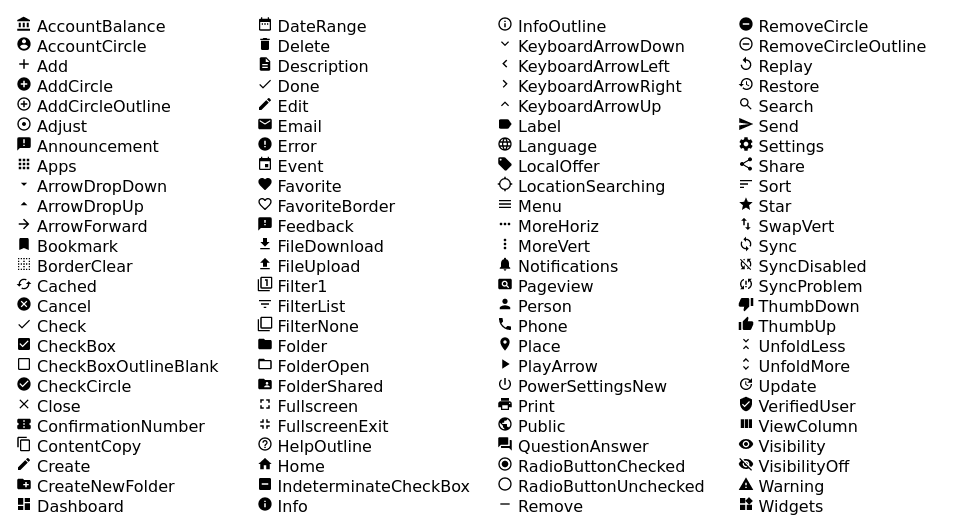 AccountBalance
AccountCircle
Add
AddCircle
AddCircleOutline
Adjust
Announcement
Apps
ArrowDropDown
ArrowDropUp
ArrowForward
Bookmark
BorderClear
Cached
Cancel
Check
CheckBox
CheckBoxOutlineBlank
CheckCircle
Close
ConfirmationNumber
ContentCopy
Create
CreateNewFolder
Dashboard
DateRange
Delete
Description
Done
Edit
Email
Error
Event
Favorite
FavoriteBorder
Feedback
FileDownload
FileUpload
Filter1
FilterList
FilterNone
Folder
FolderOpen
FolderShared
Fullscreen
FullscreenExit
HelpOutline
Home
IndeterminateCheckBox
Info
InfoOutline
KeyboardArrowDown
KeyboardArrowLeft
KeyboardArrowRight
KeyboardArrowUp
Label
Language
LocalOffer
LocationSearching
Menu
MoreHoriz
MoreVert
Notifications
Pageview
Person
Phone
Place
PlayArrow
PowerSettingsNew
Print
Public
QuestionAnswer
RadioButtonChecked
RadioButtonUnchecked
Remove
RemoveCircle
RemoveCircleOutline
Replay
Restore
Search
Send
Settings
Share
Sort
Star
SwapVert
Sync
SyncDisabled
SyncProblem
ThumbDown
ThumbUp
UnfoldLess
UnfoldMore
Update
VerifiedUser
ViewColumn
Visibility
VisibilityOff
Warning
Widgets